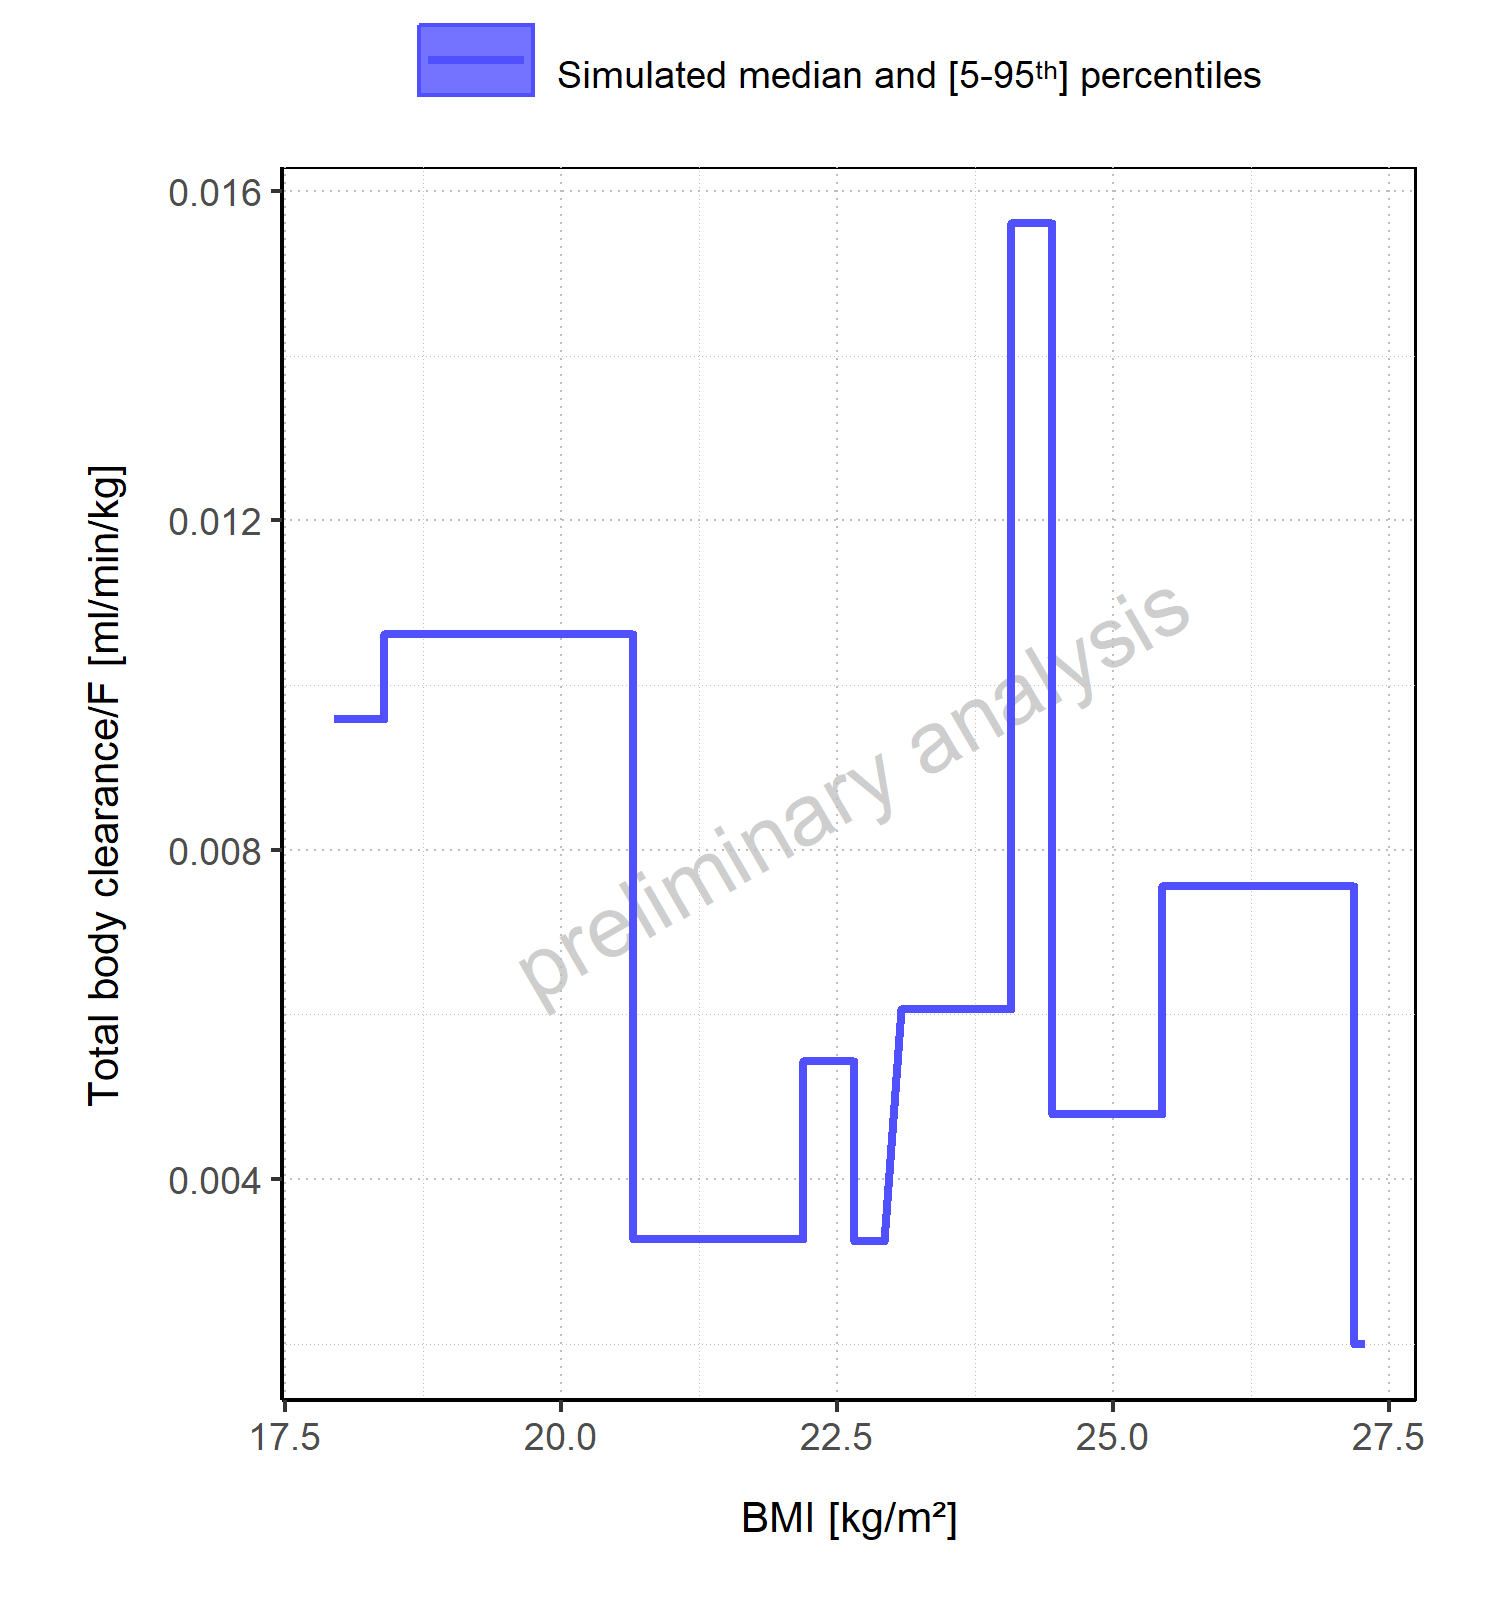 Simulated median and [5-95ᵗʰ] percentiles
0.016
0.012
0.008
0.004
Total body clearance/F [ml/min/kg]
preliminary analysis
17.5 20.0 22.5 25.0 27.5
BMI [kg/m²]